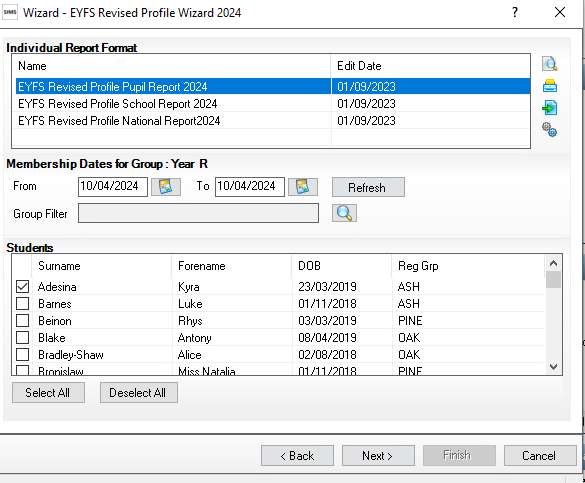 SIMS Wizard - EYFS Revised Profile Wizard 2024 ?
Individual Report Format
Name Edit Date
EYFS Revised Profile Pupil Report 2024 01/09/2023
EYFS Revised Profile School Report 2024 01/09/2023
EYFS Revised Profile National Report2024 01/09/2023
Membership Dates for Group : Year R
From 10/04/2024 To 10/04/2024 Refresh
Group Filter
Students
Surname Forename DOB Reg Grp
Adesina Kyra 23/03/2019 ASH
Barnes Luke 01/11/2018 ASH
Beinon Rhys 03/03/2019 PINE
Blake Antony 08/04/2019 OAK
Bradley-Shaw Alice 02/08/2018 OAK
Bronislaw Miss Natalia 01/11/2018 PINE
Select All Deselect All
< Back Next > Finish Cancel